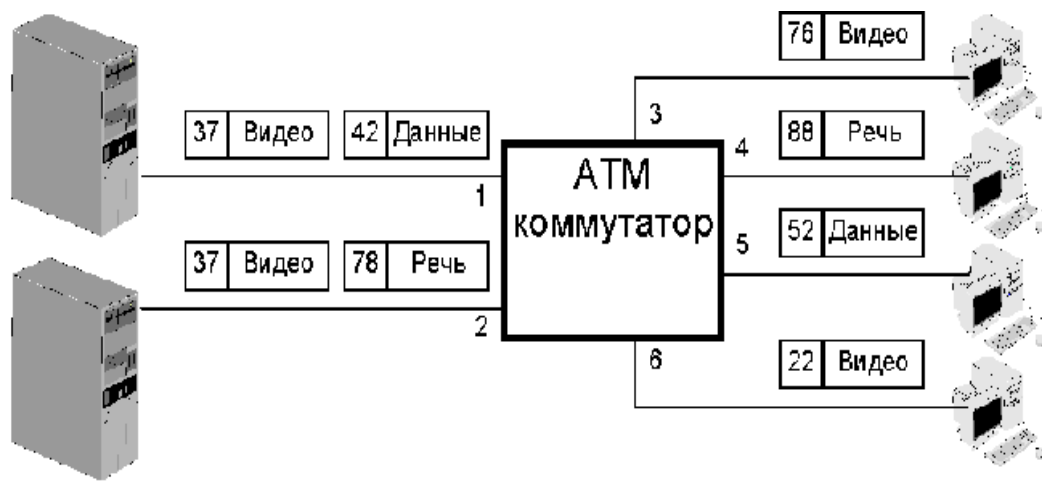 76 Видео
3
37 Видео 42 Данные
88 Речь
4
1
АТМ
коммутатор
52 Данные
5
37 Видео 78 Речь
2
6
22 Видео